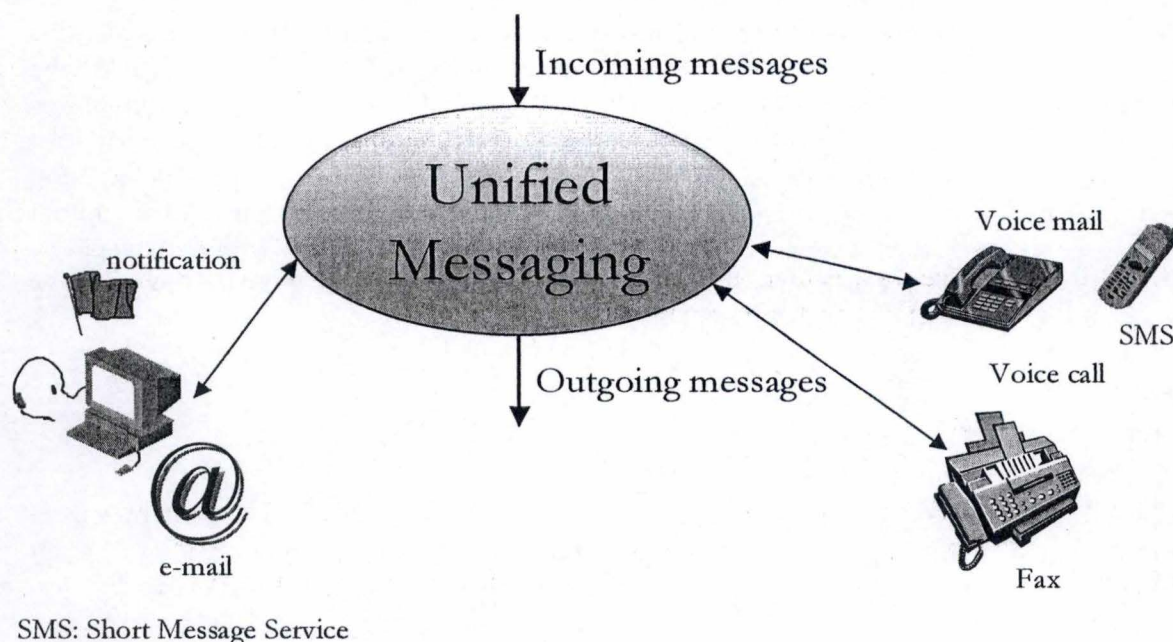 Incoming messages
Unified
Messaging
Voice mail
notification
SMS
Outgoing messages
Voice call
@
e-mail
Fax
SMS: Short Message Service